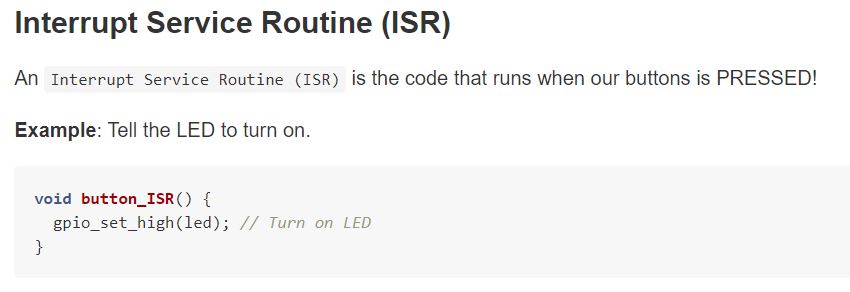 Interrupt Service Routine (ISR)
An Interrupt Service Routine (ISR) is the code that runs when our buttons is PRESSED!
Example: Tell the LED to turn on.
void button_ISR() {
  gpio_set_high(led); // Turn on LED
}